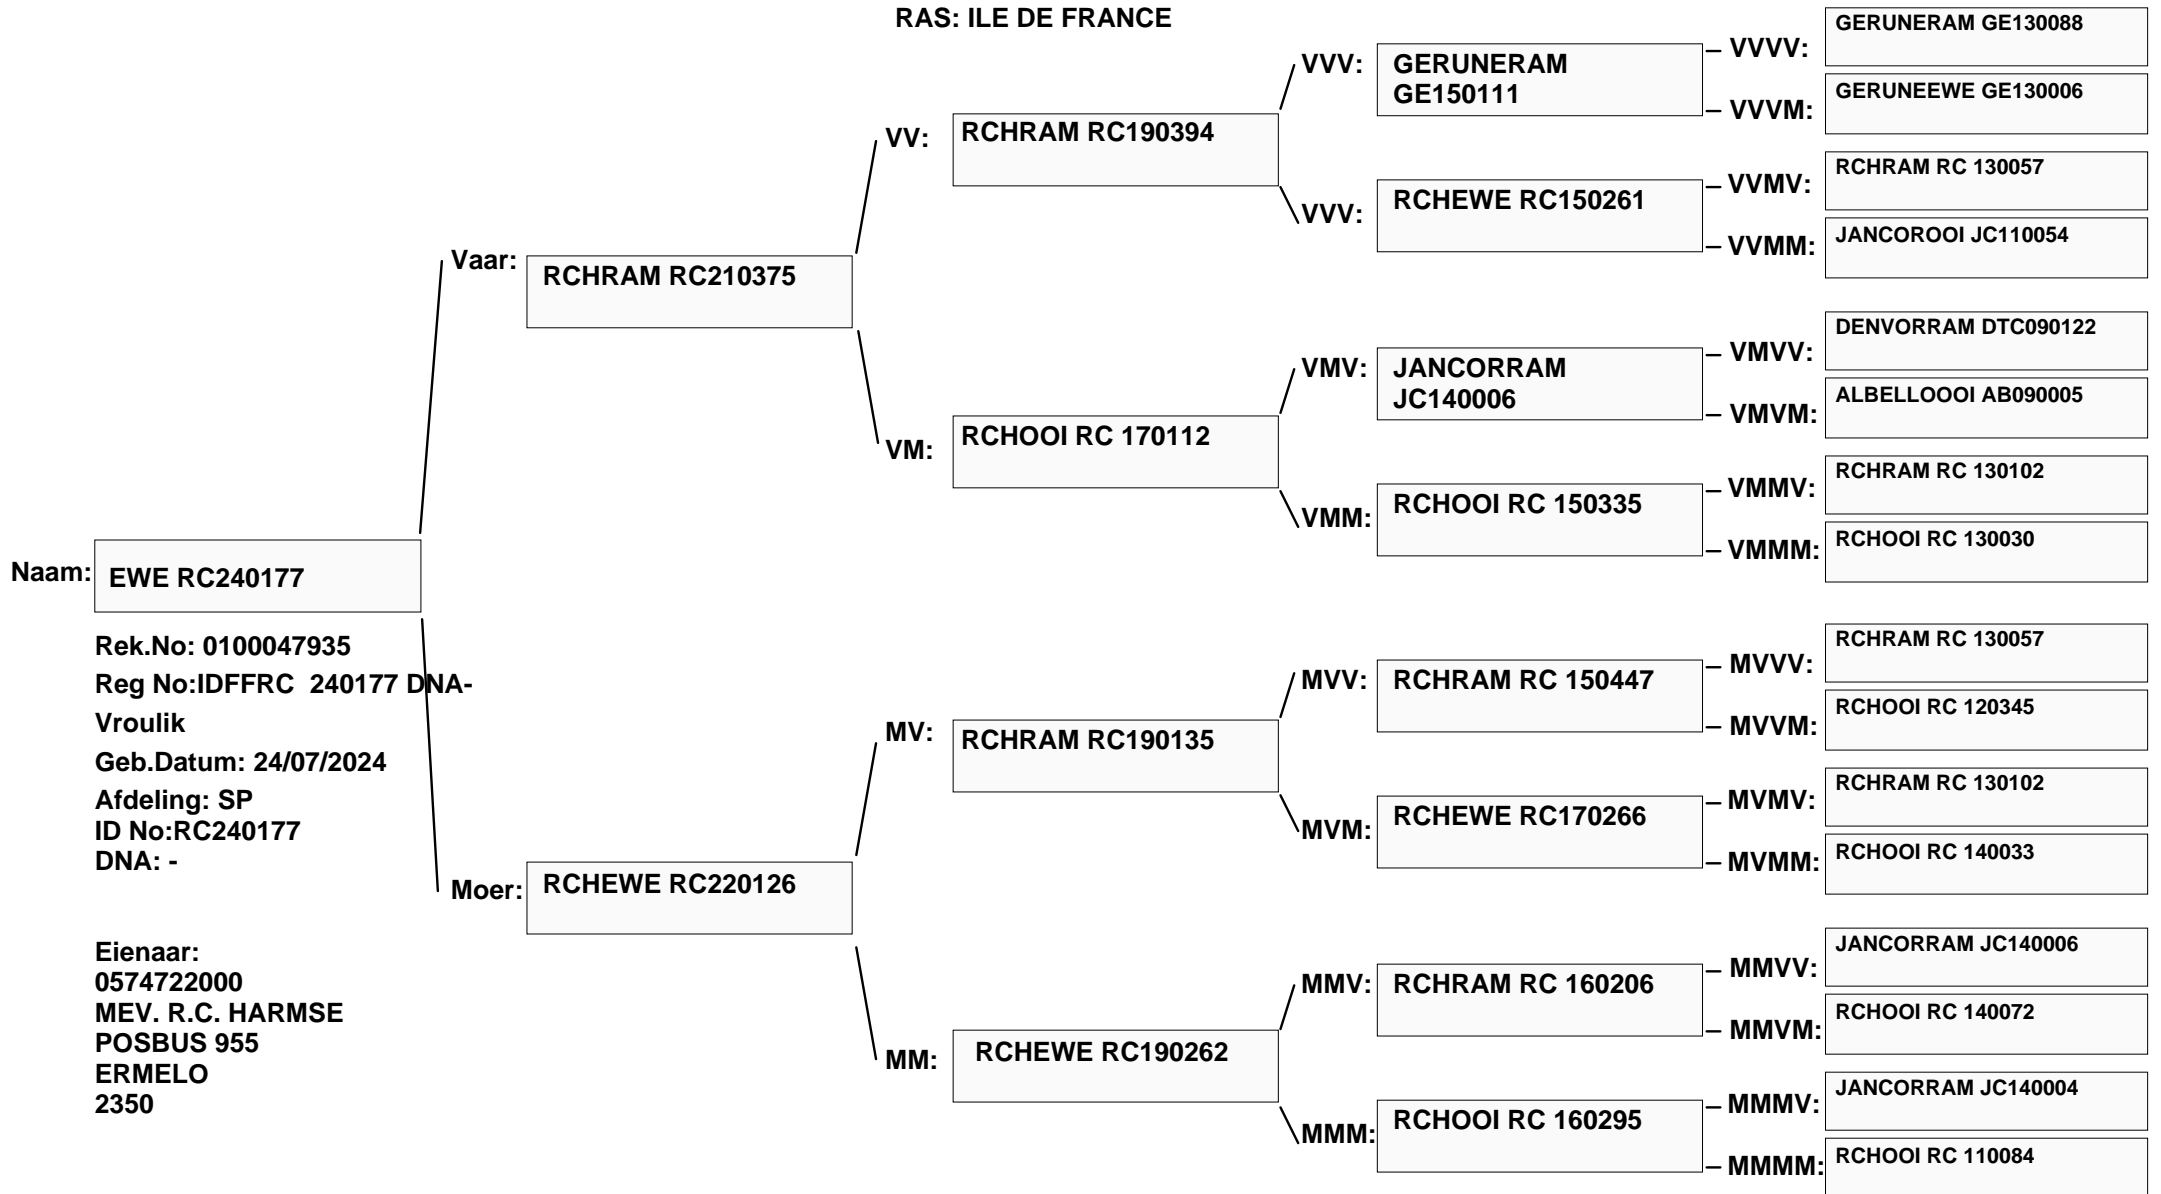 RAS: ILE DE FRANCE
Naam:
EWE RC240177
Rek.No: 0100047935
Reg No:IDFFRC  240177 DNA-
Vroulik
Geb.Datum: 24/07/2024
Afdeling: SP
ID No:RC240177
DNA: -
Eienaar:
0574722000
MEV. R.C. HARMSE
POSBUS 955
ERMELO
2350
Vaar:
RCHRAM RC210375
Moer:
RCHEWE RC220126
VV:
RCHRAM RC190394
VM:
RCHOOI RC 170112
MV:
RCHRAM RC190135
MM:
RCHEWE RC190262
VVV:
GERUNERAM
GE150111
VVV:
RCHEWE RC150261
VMV:
JANCORRAM
JC140006
VMM:
RCHOOI RC 150335
MVV:
RCHRAM RC 150447
MVM:
RCHEWE RC170266
MMV:
RCHRAM RC 160206
MMM:
RCHOOI RC 160295
VVVV:
GERUNERAM GE130088
VVVM:
GERUNEEWE GE130006
VVMV:
RCHRAM RC 130057
VVMM:
JANCOROOI JC110054
VMVV:
DENVORRAM DTC090122
VMVM:
ALBELLOOOI AB090005
VMMV:
RCHRAM RC 130102
VMMM:
RCHOOI RC 130030
MVVV:
RCHRAM RC 130057
MVVM:
RCHOOI RC 120345
MVMV:
RCHRAM RC 130102
MVMM:
RCHOOI RC 140033
MMVV:
JANCORRAM JC140006
MMVM:
RCHOOI RC 140072
MMMV:
JANCORRAM JC140004
MMMM:
RCHOOI RC 110084